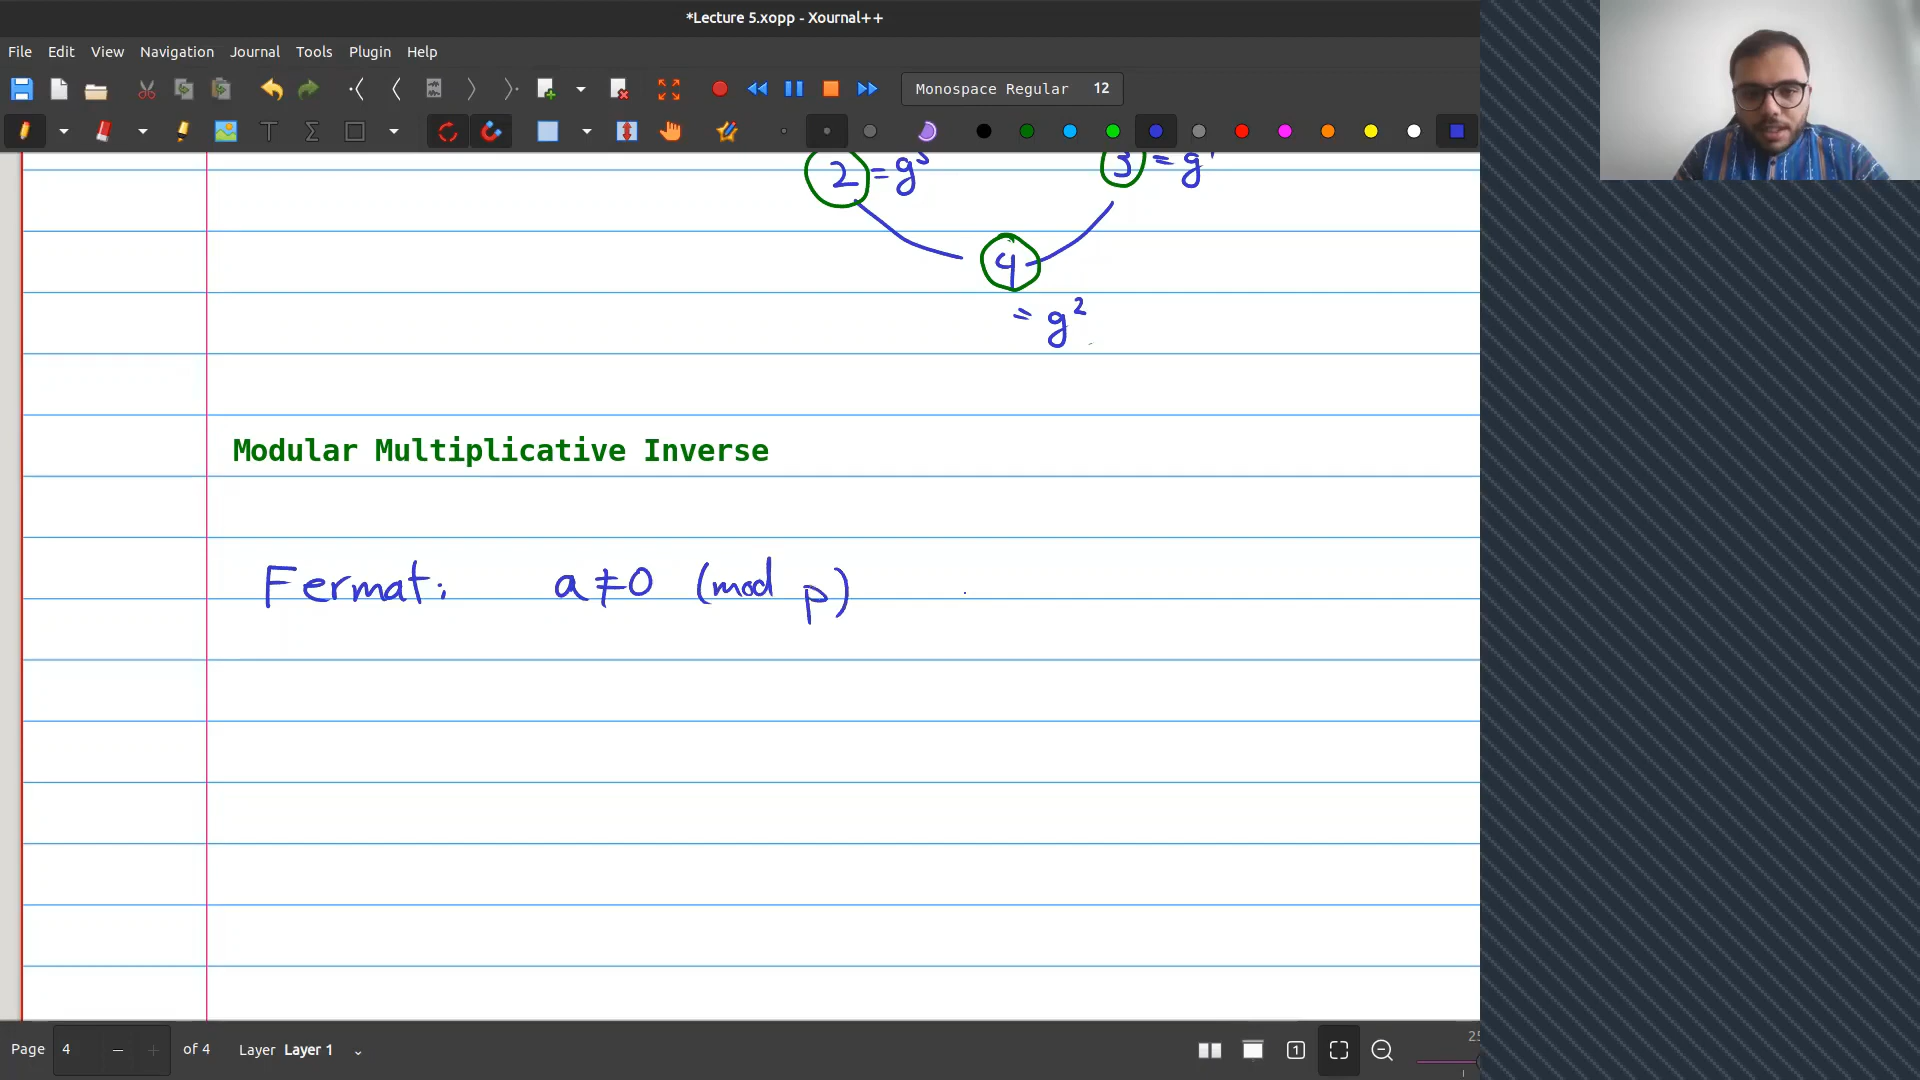 *Lecture 5.xopp - Xournal++
File Edit View Navigation Journal Tools Plugin Help
Monospace Regular 12
2 = g³
3 = g
4
= g²
Modular Multiplicative Inverse
Fermat: a≠0 (mod p)
Page 4 of 4 Layer Layer 1